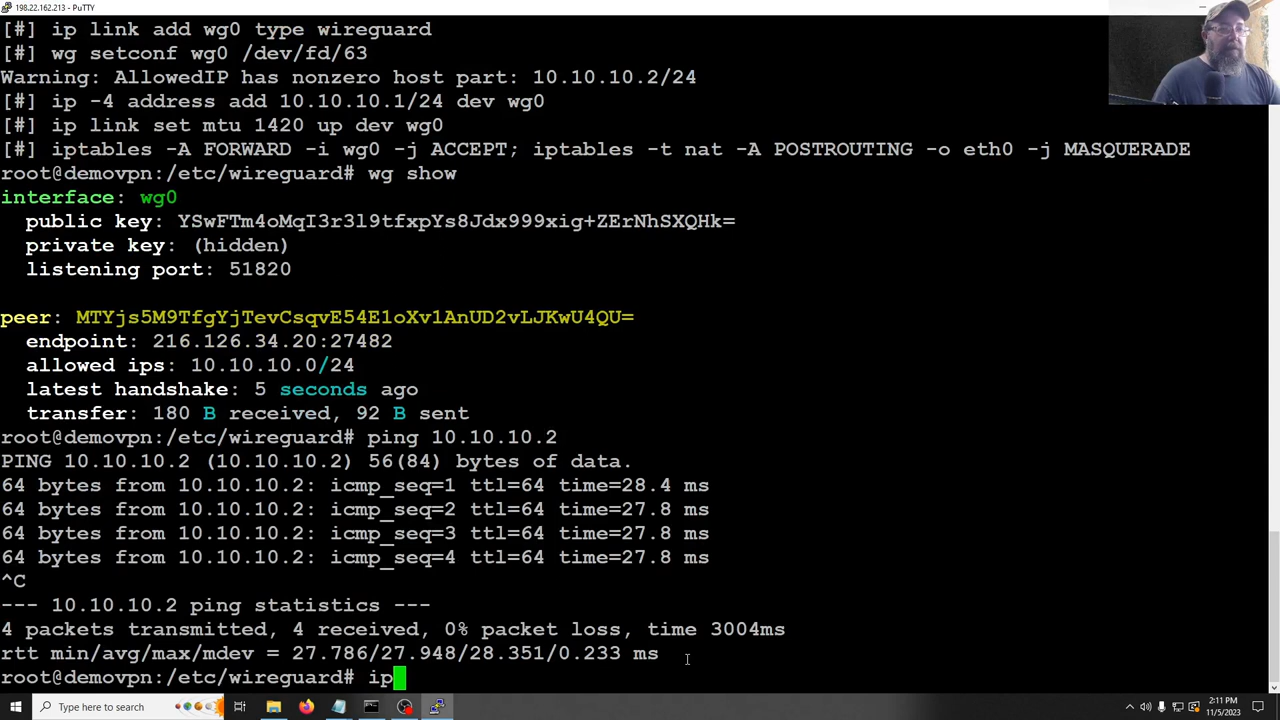 198.22.162.213 - PuTTY
[#] ip link add wg0 type wireguard
[#] wg setconf wg0 /dev/fd/63
Warning: AllowedIP has nonzero host part: 10.10.10.2/24
[#] ip -4 address add 10.10.10.1/24 dev wg0
[#] ip link set mtu 1420 up dev wg0
[#] iptables -A FORWARD -i wg0 -j ACCEPT; iptables -t nat -A POSTROUTING -o eth0 -j MASQUERADE
root@demovpn:/etc/wireguard# wg show
interface: wg0
public key: YSwFTm4oMqI3r3l9tfxpYs8Jdx999xig+ZErNhSXQHk=
private key: (hidden)
listening port: 51820
peer: MTYjs5M9TfgYjTevCsqvE54E1oXv1AnUD2vLJKwU4QU=
endpoint: 216.126.34.20:27482
allowed ips: 10.10.10.0/24
latest handshake: 5 seconds ago
transfer: 180 B received, 92 B sent
root@demovpn:/etc/wireguard# ping 10.10.10.2
PING 10.10.10.2 (10.10.10.2) 56(84) bytes of data.
64 bytes from 10.10.10.2: icmp_seq=1 ttl=64 time=28.4 ms
64 bytes from 10.10.10.2: icmp_seq=2 ttl=64 time=27.8 ms
64 bytes from 10.10.10.2: icmp_seq=3 ttl=64 time=27.8 ms
64 bytes from 10.10.10.2: icmp_seq=4 ttl=64 time=27.8 ms
^C
--- 10.10.10.2 ping statistics ---
4 packets transmitted, 4 received, 0% packet loss, time 3004ms
rtt min/avg/max/mdev = 27.786/27.948/28.351/0.233 ms
root@demovpn:/etc/wireguard# ip
Type here to search
2:11 PM
11/5/2023